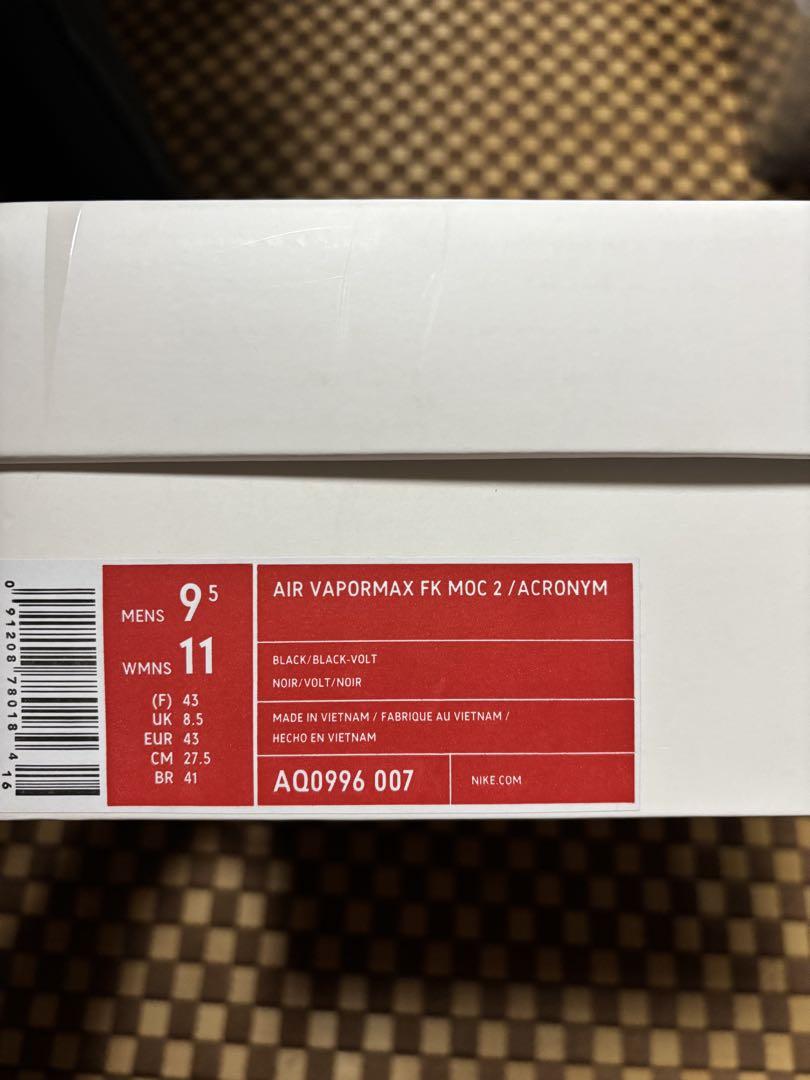 0 91208 78018 4 16
MENS 9 5
WMNS 11
(F) 43
UK 8.5
EUR 43
CM 27.5
BR 41
AIR VAPORMAX FK MOC 2 /ACRONYM
BLACK/BLACK-VOLT
NOIR/VOLT/NOIR
MADE IN VIETNAM / FABRIQUE AU VIETNAM /
HECHO EN VIETNAM
AQ0996 007
NIKE.COM